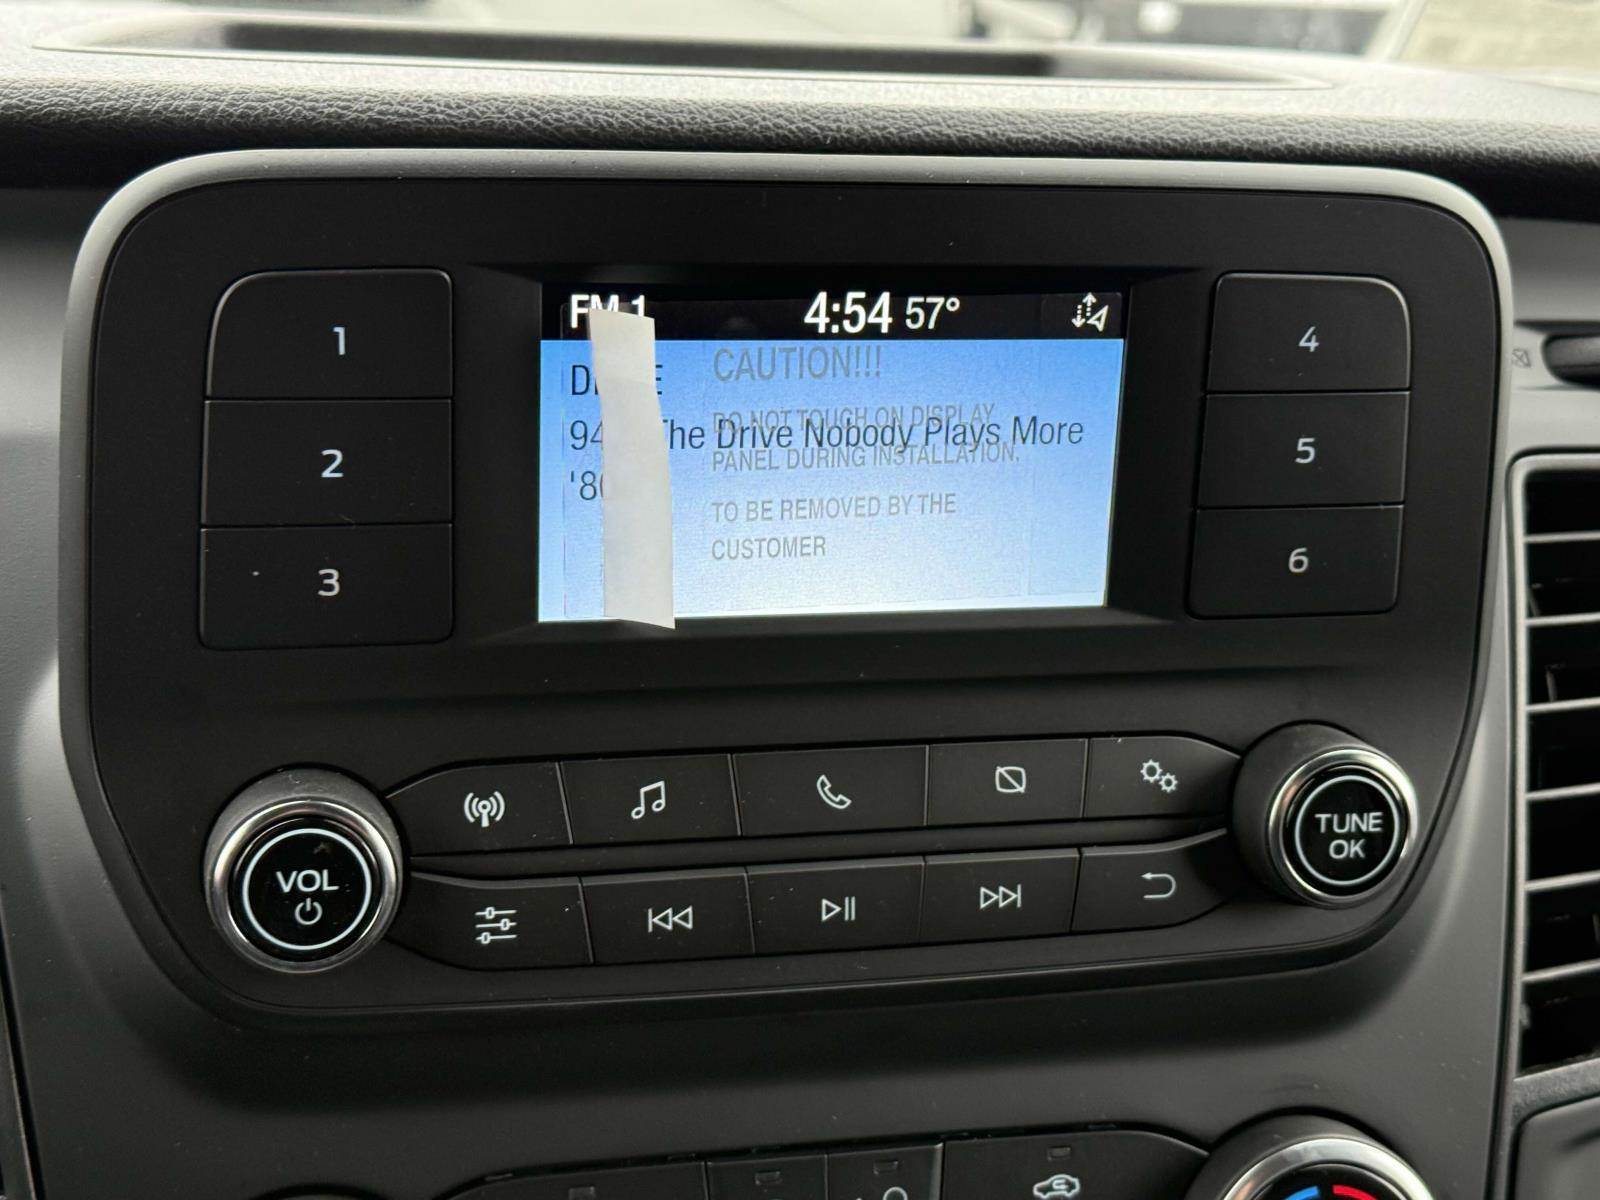 FM 1
4:54 57°
CAUTION!!!
DO NOT TOUCH ON DISPLAY
PANEL DURING INSTALLATION.
TO BE REMOVED BY THE
CUSTOMER
The Drive Nobody Plays More
1
2
3
4
5
6
VOL
TUNE
OK